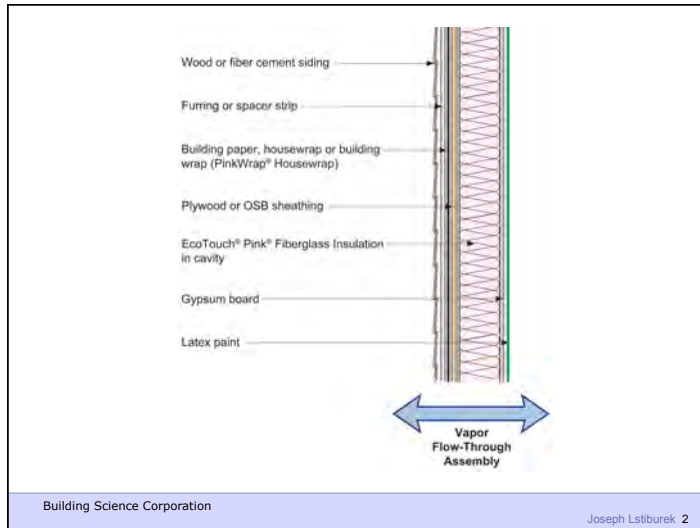 Wood or fiber cement siding
Furring or spacer strip
Building paper, housewrap or building
wrap (PinkWrap® Housewrap)
Plywood or OSB sheathing
EcoTouch® Pink® Fiberglass Insulation
in cavity
Gypsum board
Latex paint
Vapor
Flow-Through
Assembly
Building Science Corporation
Joseph Lstiburek 2